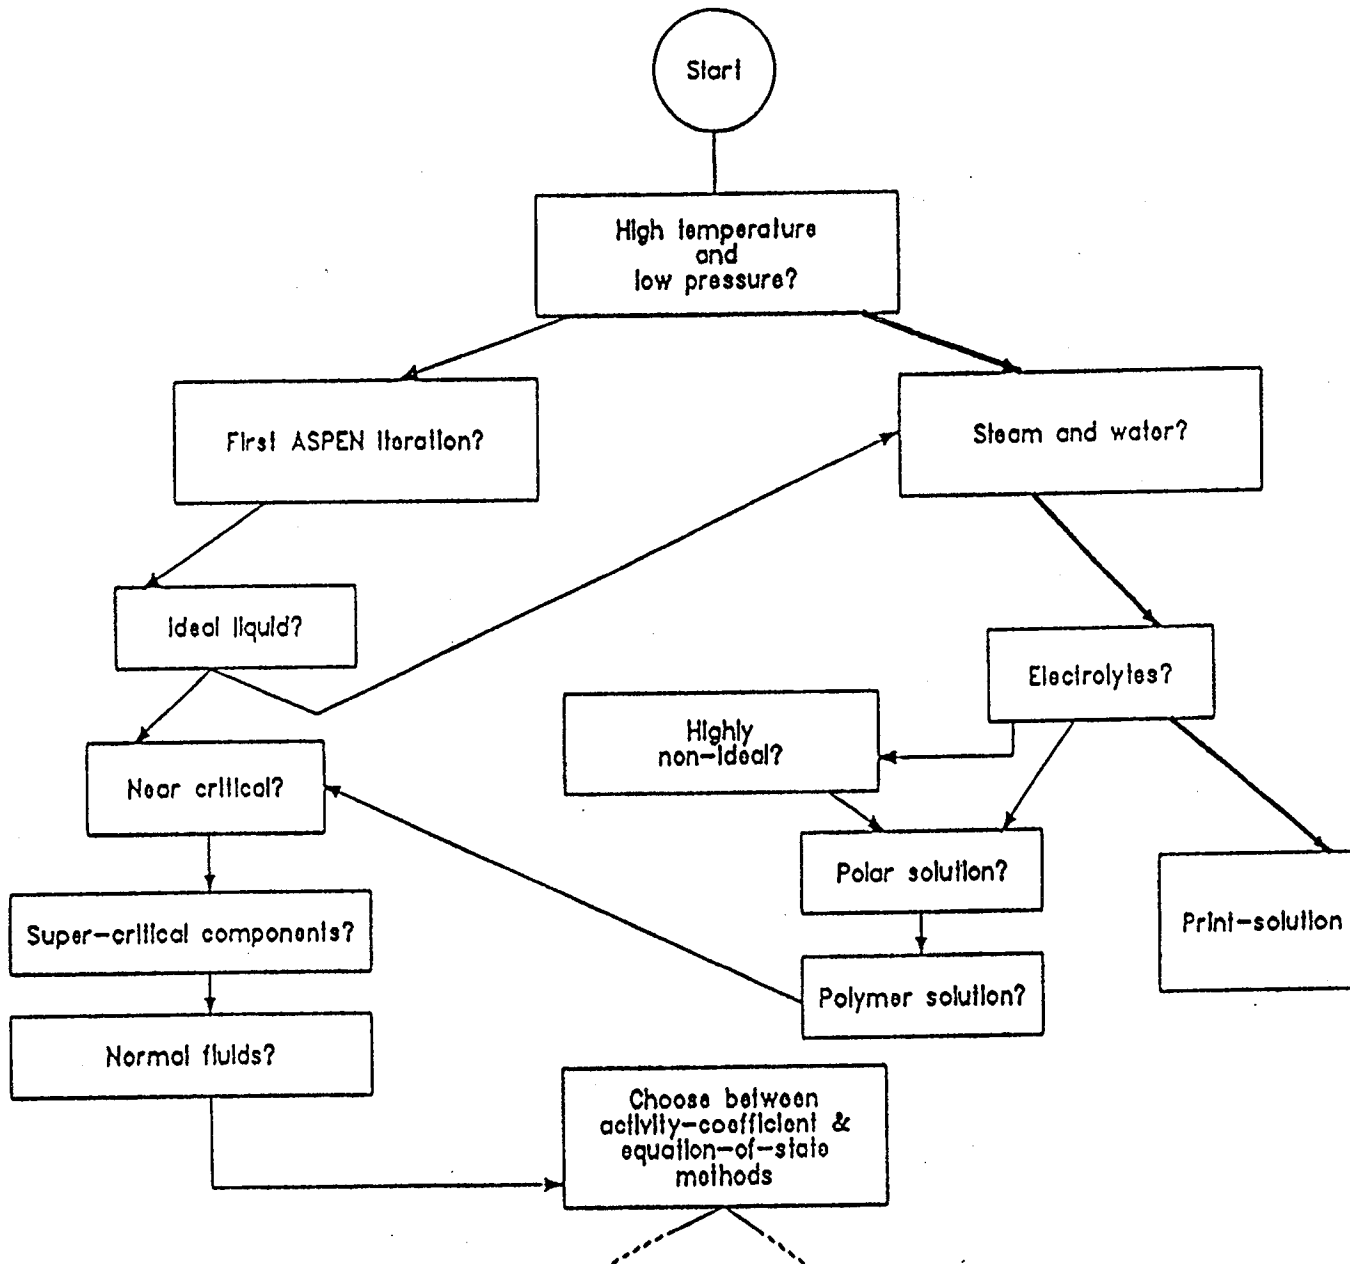 Start
High temperature
and
low pressure?
First ASPEN iteration?
Steam and water?
Ideal liquid?
Electrolytes?
Highly
non-ideal?
Near critical?
Polar solution?
Print-solution
Super-critical components?
Polymer solution?
Normal fluids?
Choose between
activity-coefficient &
equation-of-state
methods